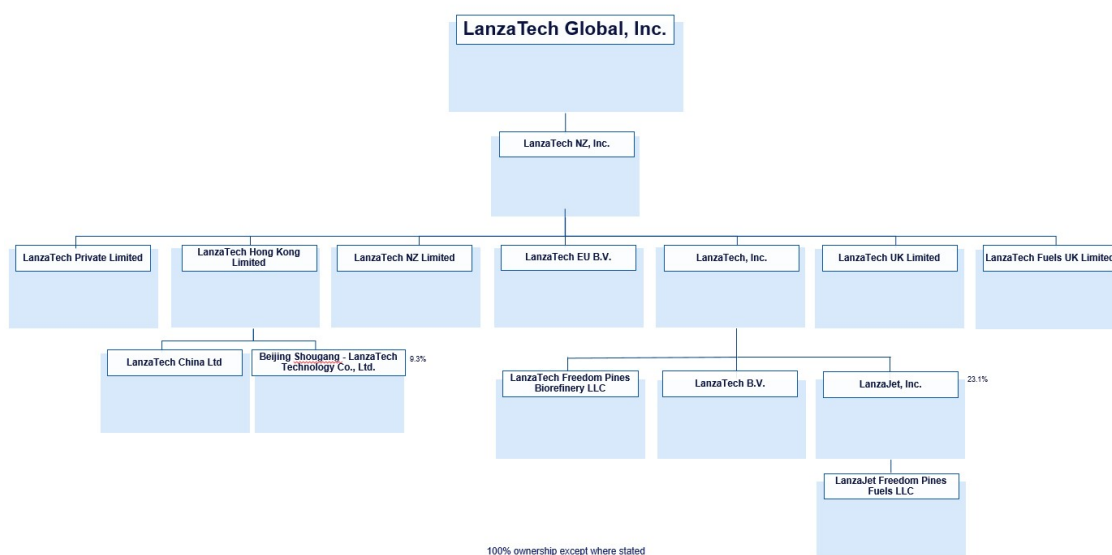 LanzaTech Global, Inc.
LanzaTech NZ, Inc.
LanzaTech Private Limited
LanzaTech Hong Kong
Limited
LanzaTech NZ Limited
LanzaTech EU B.V.
LanzaTech, Inc.
LanzaTech UK Limited
LanzaTech Fuels UK Limited
LanzaTech China Ltd
Beijing Shougang - LanzaTech
Technology Co., Ltd.
9.3%
LanzaTech Freedom Pines
Biorefinery LLC
LanzaTech B.V.
LanzaJet, Inc.
23.1%
LanzaJet Freedom Pines
Fuels LLC
100% ownership except where stated